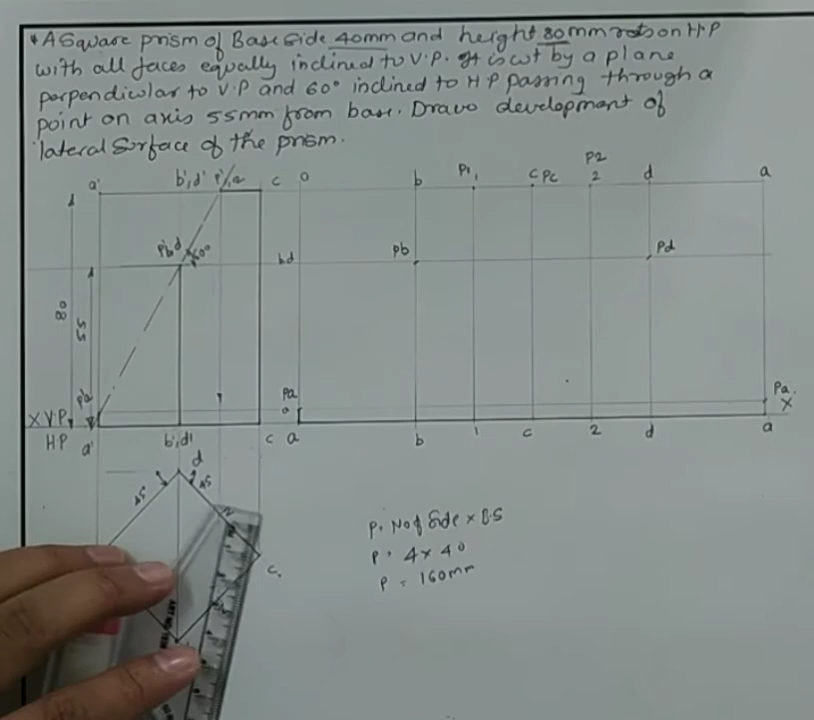 * A Square prism of Base side 40mm and height 80mm rests on H.P
with all faces equally inclined to V.P. It is cut by a plane
perpendicular to V.P and 60° inclined to H P passing through a
point on axis 55mm from base. Draw development of
lateral Surface of the prism.
a' b',d' c 0 b P1, c Pc P2 2 d a
P'b'd 60° bd Pb Pd
80 55
P'a Pa Pa
X V.P 0 X
HP a' b'd' c a b 1 c 2 d a
d
45 45
c.
P. No of side × B.S
P. 4 × 40
P = 160mm